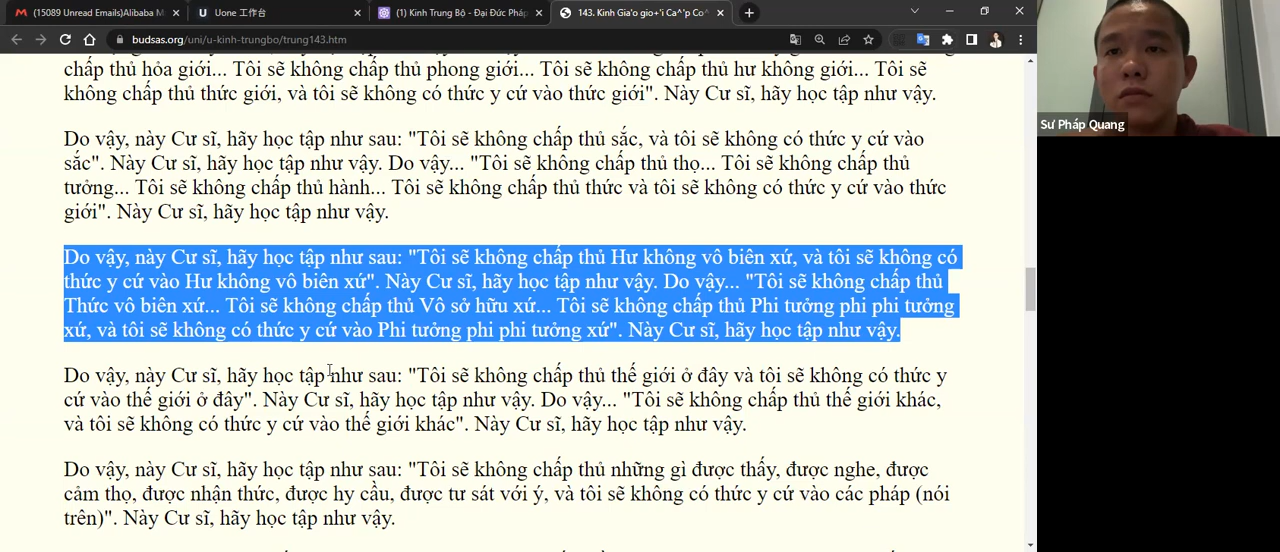 (15089 Unread Emails)Alibaba M
Uone 工作台
(1) Kinh Trung Bộ - Đại Đức Pháp
143. Kinh Gia'o gio+'i Ca^'p Co^
budsas.org/uni/u-kinh-trungbo/trung143.htm
chấp thủ hỏa giới... Tôi sẽ không chấp thủ phong giới... Tôi sẽ không chấp thủ hư không giới... Tôi sẽ
không chấp thủ thức giới, và tôi sẽ không có thức y cứ vào thức giới". Này Cư sĩ, hãy học tập như vậy.
Do vậy, này Cư sĩ, hãy học tập như sau: "Tôi sẽ không chấp thủ sắc, và tôi sẽ không có thức y cứ vào
sắc". Này Cư sĩ, hãy học tập như vậy. Do vậy... "Tôi sẽ không chấp thủ thọ... Tôi sẽ không chấp thủ
tưởng... Tôi sẽ không chấp thủ hành... Tôi sẽ không chấp thủ thức và tôi sẽ không có thức y cứ vào thức
giới". Này Cư sĩ, hãy học tập như vậy.
Do vậy, này Cư sĩ, hãy học tập như sau: "Tôi sẽ không chấp thủ Hư không vô biên xứ, và tôi sẽ không có
thức y cứ vào Hư không vô biên xứ". Này Cư sĩ, hãy học tập như vậy. Do vậy... "Tôi sẽ không chấp thủ
Thức vô biên xứ... Tôi sẽ không chấp thủ Vô sở hữu xứ... Tôi sẽ không chấp thủ Phi tưởng phi phi tưởng
xứ, và tôi sẽ không có thức y cứ vào Phi tưởng phi phi tưởng xứ". Này Cư sĩ, hãy học tập như vậy.
Do vậy, này Cư sĩ, hãy học tập như sau: "Tôi sẽ không chấp thủ thế giới ở đây và tôi sẽ không có thức y
cứ vào thế giới ở đây". Này Cư sĩ, hãy học tập như vậy. Do vậy... "Tôi sẽ không chấp thủ thế giới khác,
và tôi sẽ không có thức y cứ vào thế giới khác". Này Cư sĩ, hãy học tập như vậy.
Do vậy, này Cư sĩ, hãy học tập như sau: "Tôi sẽ không chấp thủ những gì được thấy, được nghe, được
cảm thọ, được nhận thức, được hy cầu, được tư sát với ý, và tôi sẽ không có thức y cứ vào các pháp (nói
trên)". Này Cư sĩ, hãy học tập như vậy.
Sư Pháp Quang